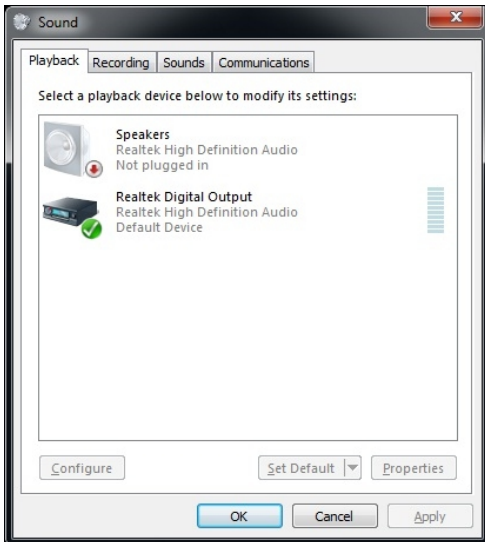 Sound
Playback Recording Sounds Communications
Select a playback device below to modify its settings:
Speakers
Realtek High Definition Audio
Not plugged in
Realtek Digital Output
Realtek High Definition Audio
Default Device
Configure Set Default Properties
OK Cancel Apply